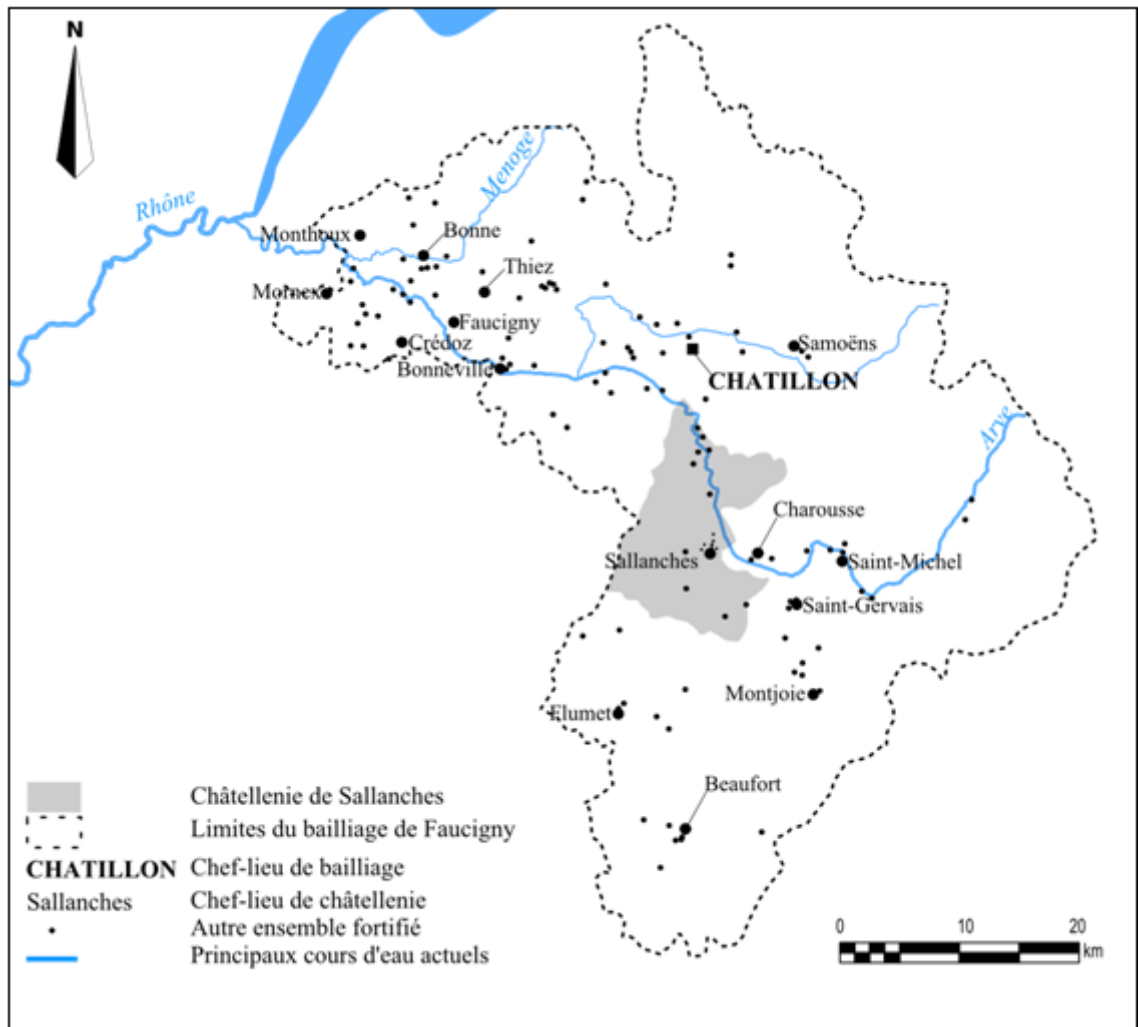 N
Menoge
Rhône
Monthoux
Bonne
Thiez
Mornex
Faucigny
Crédoz
Samoëns
Bonneville
CHATILLON
Arve
Charousse
Sallanches
Saint-Michel
Saint-Gervais
Montjoie
Flumet
Beaufort
Châtellenie de Sallanches
Limites du bailliage de Faucigny
CHATILLON Chef-lieu de bailliage
Sallanches Chef-lieu de châtellenie
Autre ensemble fortifié
Principaux cours d'eau actuels
0 10 20
km